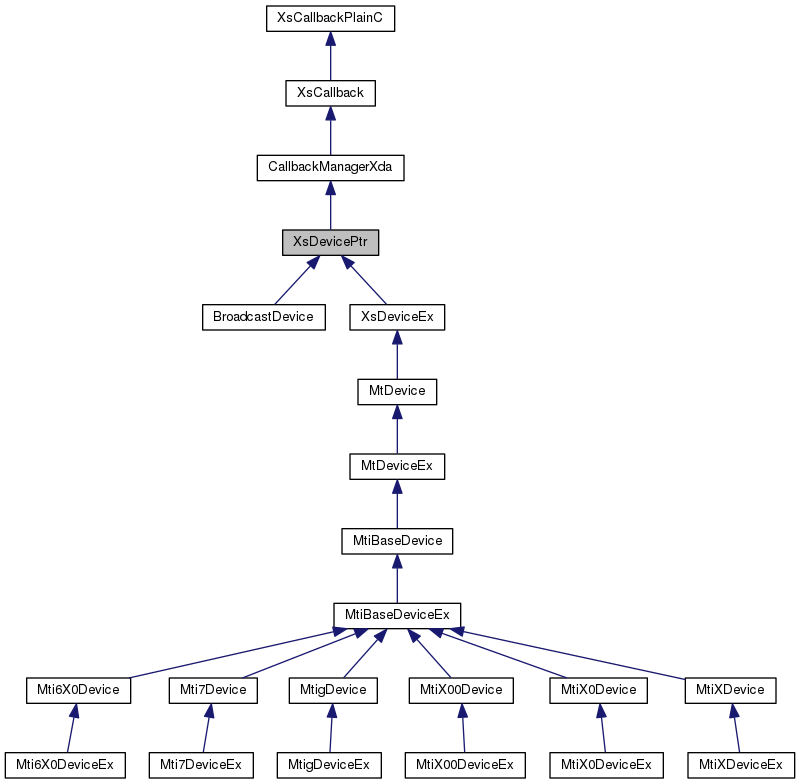 XsCallbackPlainC
XsCallback
CallbackManagerXda
XsDevicePtr
BroadcastDevice
XsDeviceEx
MtDevice
MtDeviceEx
MtiBaseDevice
MtiBaseDeviceEx
Mti6X0Device
Mti7Device
MtigDevice
MtiX00Device
MtiX0Device
MtiXDevice
Mti6X0DeviceEx
Mti7DeviceEx
MtigDeviceEx
MtiX00DeviceEx
MtiX0DeviceEx
MtiXDeviceEx